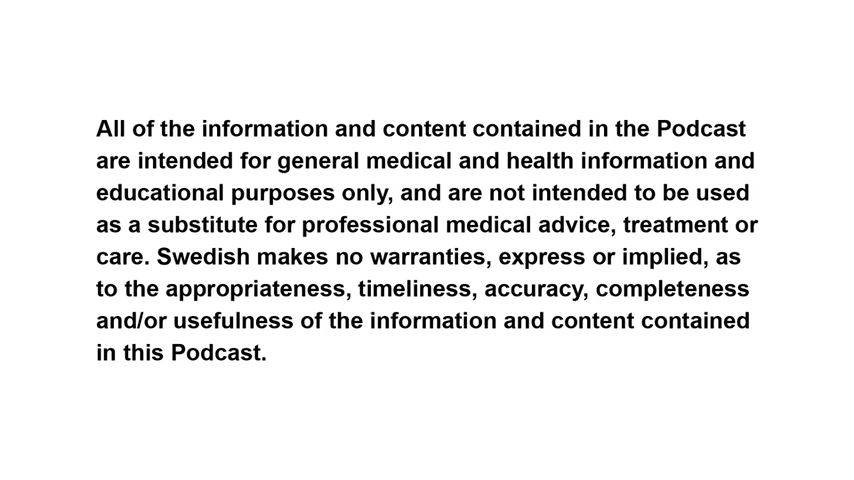 All of the information and content contained in the Podcast
are intended for general medical and health information and
educational purposes only, and are not intended to be used
as a substitute for professional medical advice, treatment or
care. Swedish makes no warranties, express or implied, as
to the appropriateness, timeliness, accuracy, completeness
and/or usefulness of the information and content contained
in this Podcast.